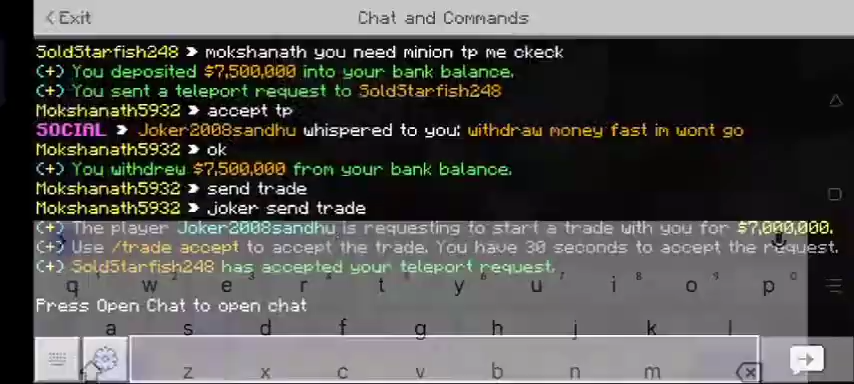 Exit
Chat and Commands
SoldStarfish248 > mokshanath you need minion tp me ckeck
(+) You deposited $7,500,000 into your bank balance.
(+) You sent a teleport request to SoldStarfish248
Mokshanath5932 > accept tp
SOCIAL > Joker2008sandhu whispered to you: withdraw money fast im wont go
Mokshanath5932 > ok
(+) You withdrew $7,500,000 from your bank balance.
Mokshanath5932 > send trade
Mokshanath5932 > joker send trade
(+) The player Joker2008sandhu is requesting to start a trade with you for $7,000,000.
(+) Use /trade accept to accept the trade. You have 30 seconds to accept the request.
(+) SoldStarfish248 has accepted your teleport request.
q w e r t y u i o p
Press Open Chat to open chat
a s d f g h j k l
z x c v b n m